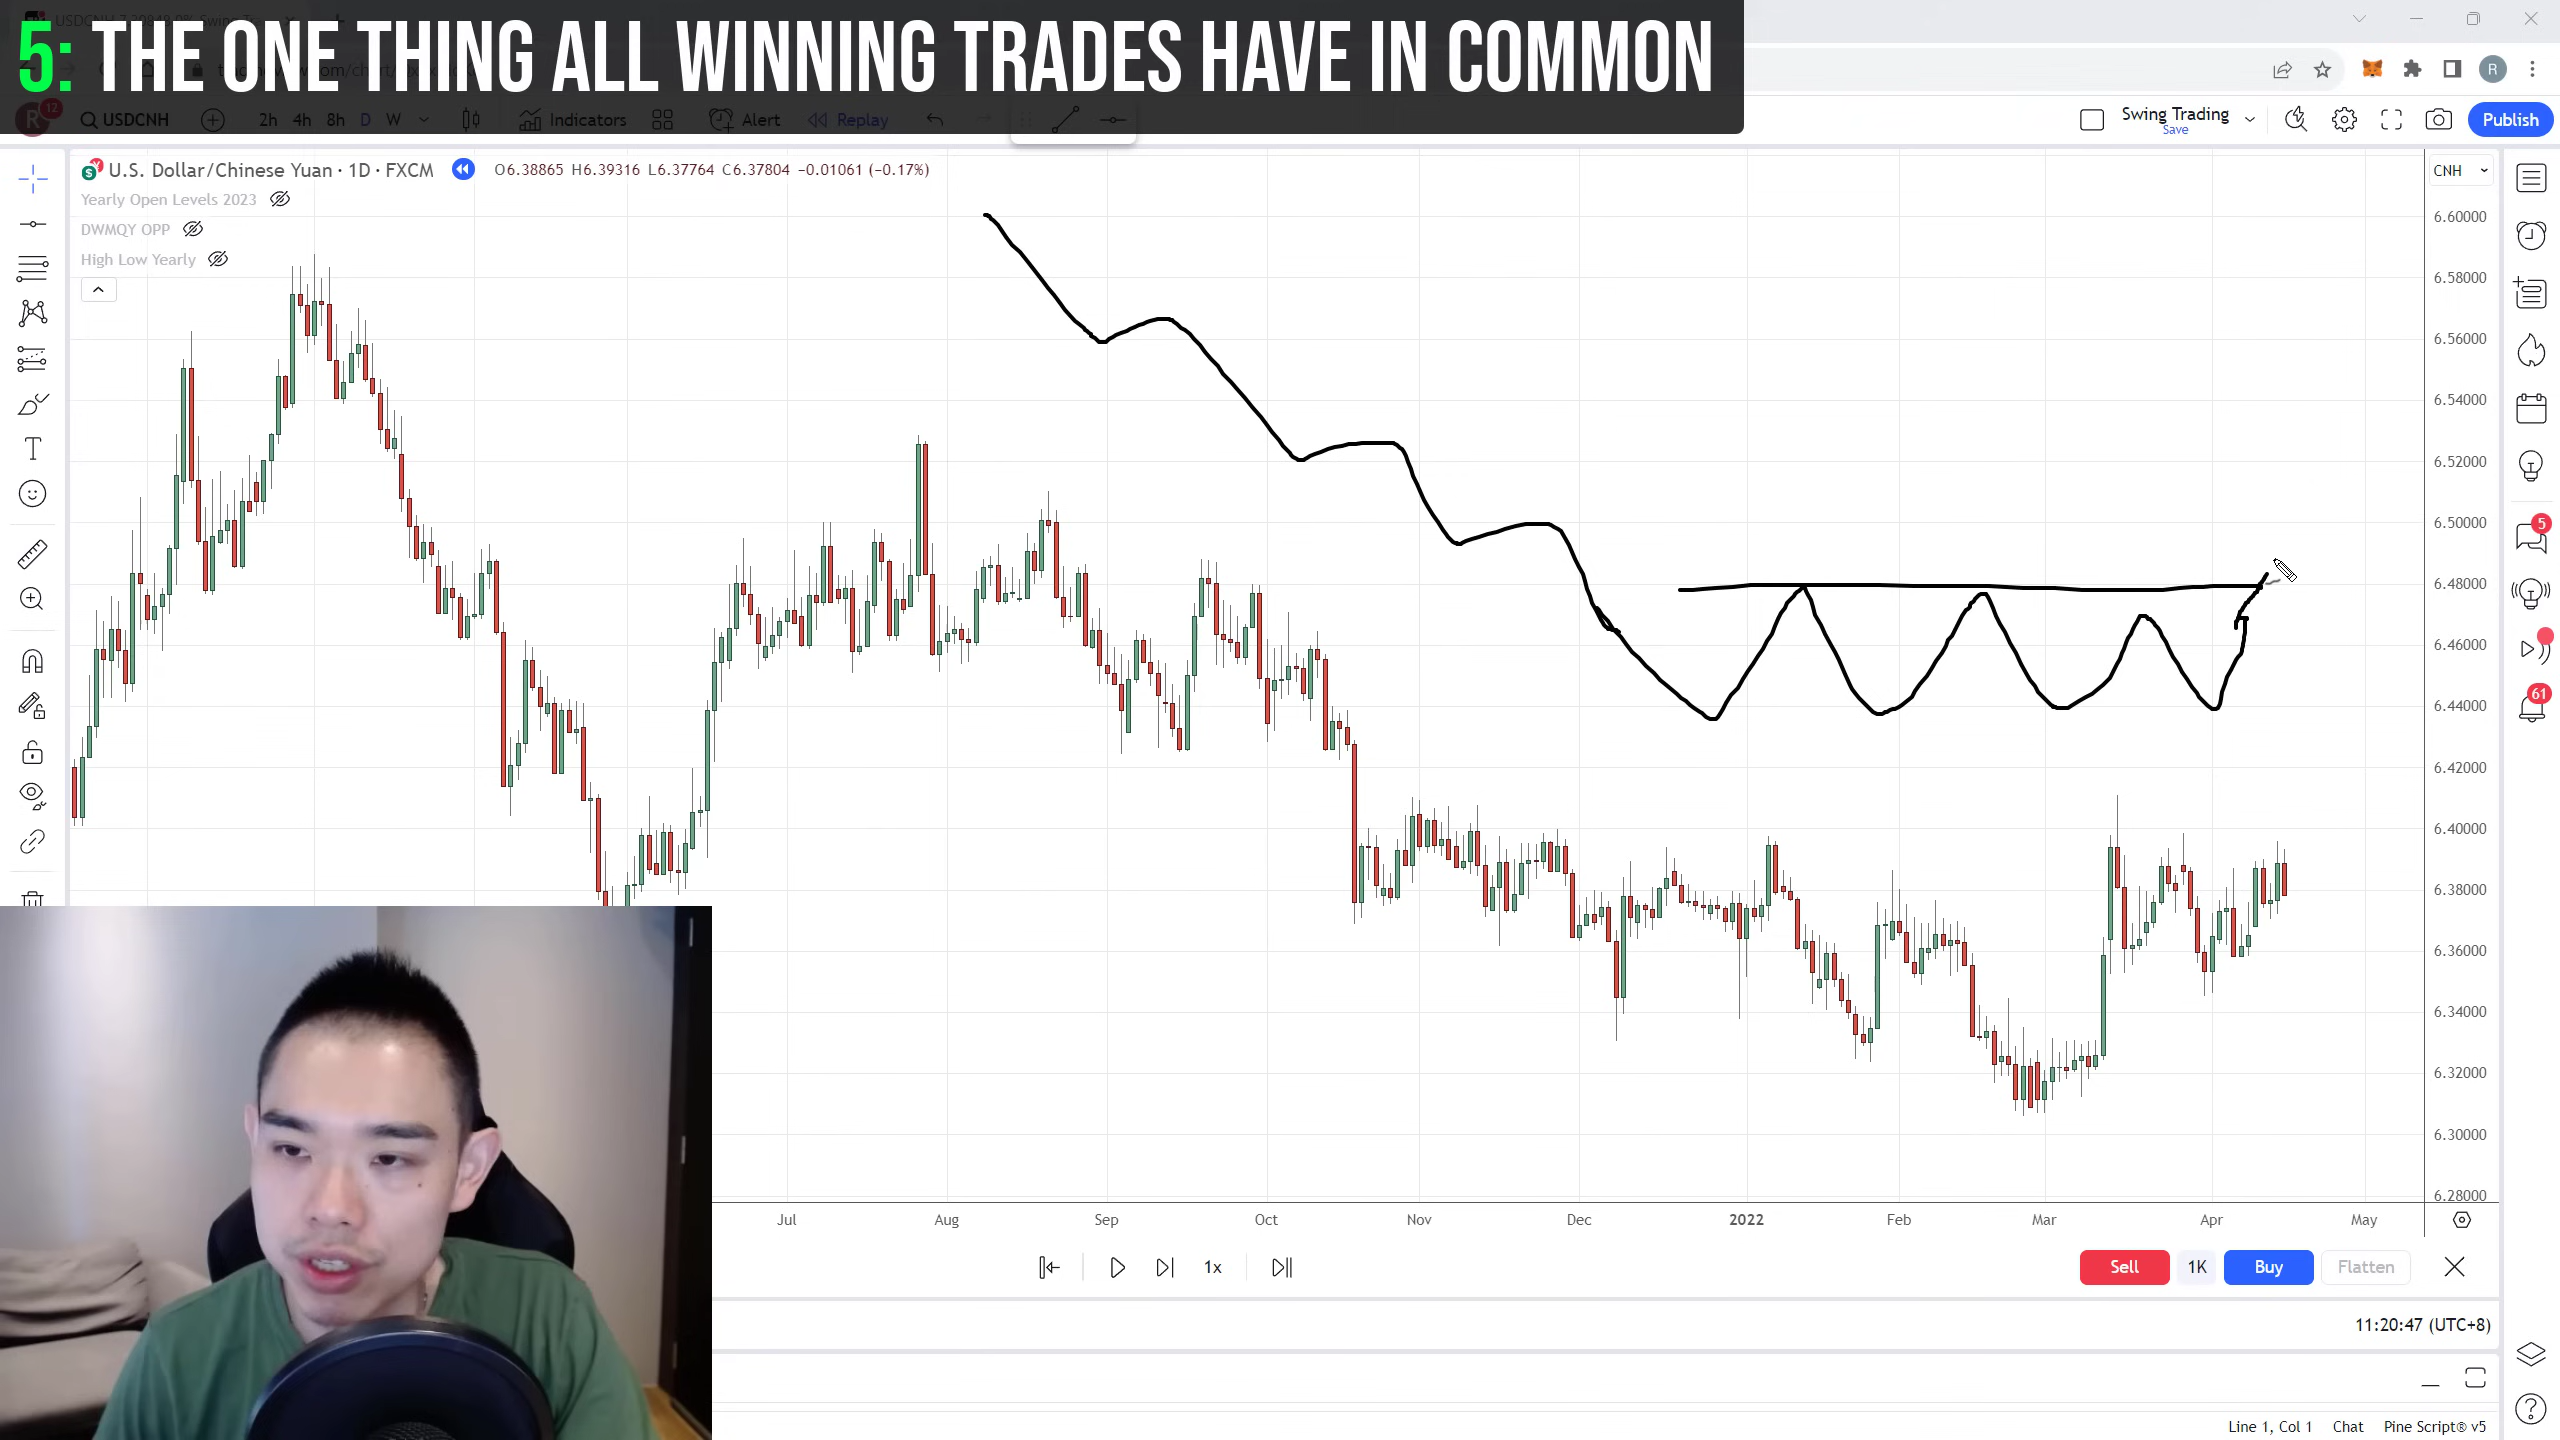 5: THE ONE THING ALL WINNING TRADES HAVE IN COMMON
R 12 USDCNH 2h 4h 8h D W Indicators Alert Replay Swing Trading Save Publish
R
U.S. Dollar/Chinese Yuan · 1D · FXCM O6.38865 H6.39316 L6.37764 C6.37804 −0.01061 (−0.17%)
CNH
Yearly Open Levels 2023
DWMQY OPP
High Low Yearly
6.60000
6.58000
6.56000
6.54000
6.52000
6.50000
6.48000
6.46000
6.44000
6.42000
6.40000
6.38000
6.36000
6.34000
6.32000
6.30000
6.28000
5
61
Jul Aug Sep Oct Nov Dec 2022 Feb Mar Apr May
1x
Sell 1K Buy Flatten
11:20:47 (UTC+8)
Line 1, Col 1 Chat Pine Script® v5